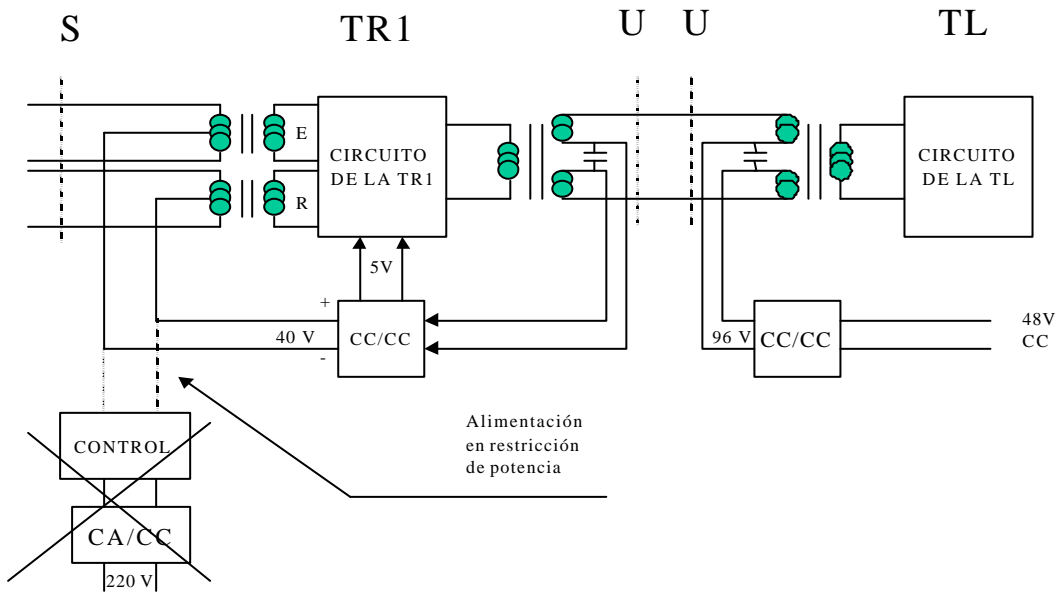 S
TR1
U
U
TL
E
R
CIRCUITO
DE LA TR1
CIRCUITO
DE LA TL
5V
+
40 V
-
CC/CC
96 V
CC/CC
48V
CC
CONTROL
CA/CC
220 V
Alimentación
en restricción
de potencia